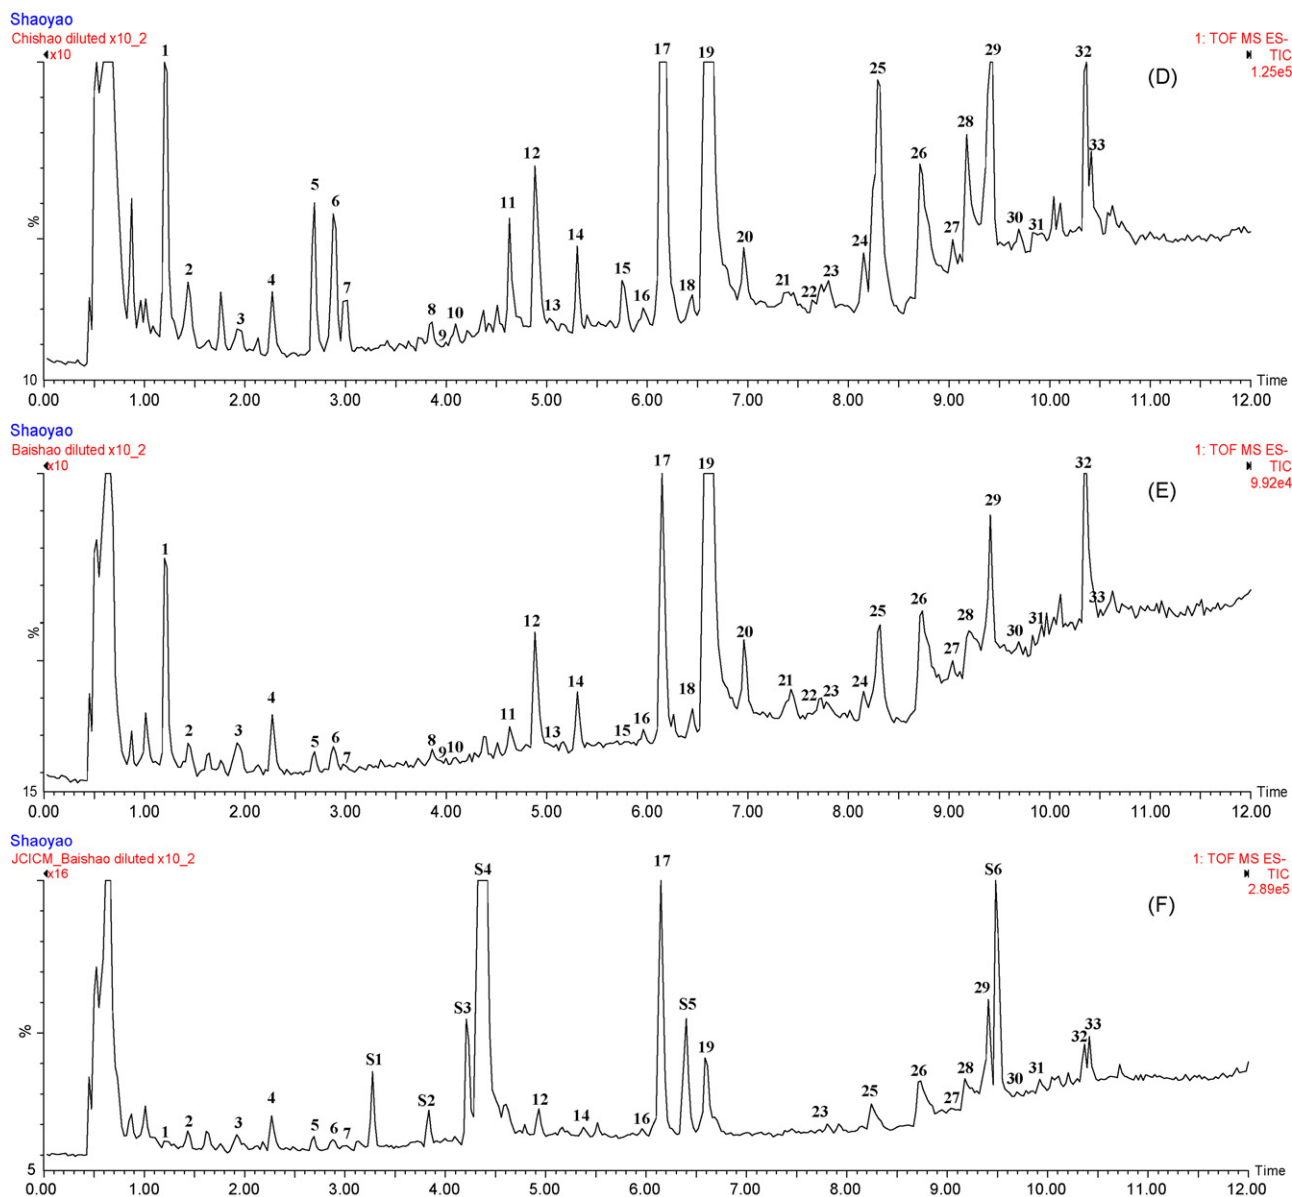 Shaoyao
Chishao diluted x10_2
x10
1: TOF MS ES-
TIC
1.25e5
(D)
1 2 3 4 5 6 7 8 9 10 11 12 13 14 15 16 17 18 19 20 21 22 23 24 25 26 27 28 29 30 31 32 33
%
10
0.00 1.00 2.00 3.00 4.00 5.00 6.00 7.00 8.00 9.00 10.00 11.00 12.00
Time
Shaoyao
Baishao diluted x10_2
x10
1: TOF MS ES-
TIC
9.92e4
(E)
1 2 3 4 5 6 7 8 9 10 11 12 13 14 15 16 17 18 19 20 21 22 23 24 25 26 27 28 29 30 31 32 33
%
15
0.00 1.00 2.00 3.00 4.00 5.00 6.00 7.00 8.00 9.00 10.00 11.00 12.00
Time
Shaoyao
JCICM_Baishao diluted x10_2
x16
1: TOF MS ES-
TIC
2.89e5
(F)
1 2 3 4 5 6 7 S1 S2 S3 S4 12 14 16 17 S5 19 23 25 26 27 28 29 S6 30 31 32 33
%
5
0.00 1.00 2.00 3.00 4.00 5.00 6.00 7.00 8.00 9.00 10.00 11.00 12.00
Time